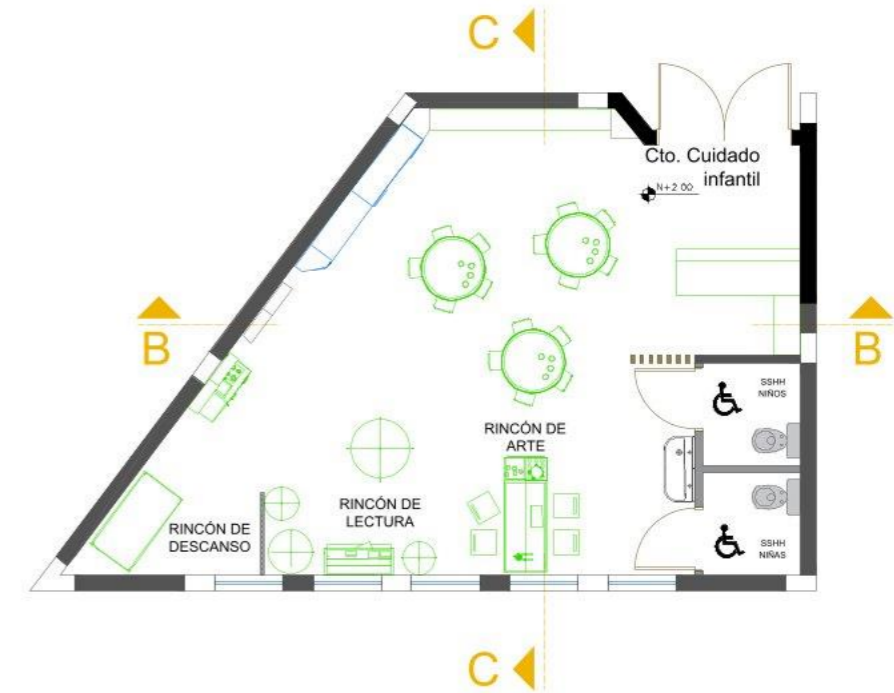 C
Cto. Cuidado
infantil
N+2.00
B
B
SSHH
NIÑOS
RINCÓN DE
ARTE
RINCÓN DE
LECTURA
RINCÓN DE
DESCANSO
SSHH
NIÑAS
C